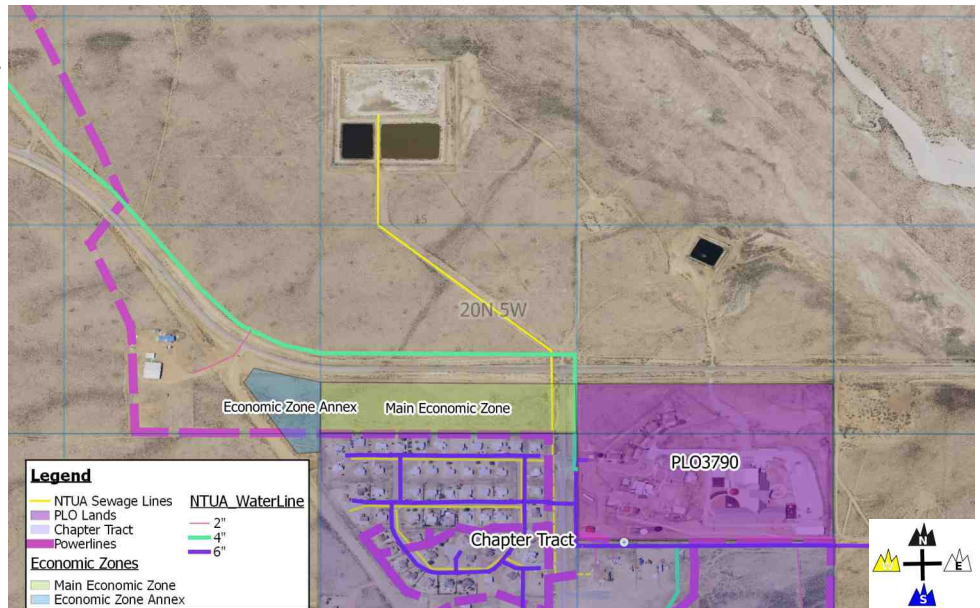 15
14
20N 5W
Economic Zone Annex
Main Economic Zone
PLO3790
Chapter Tract
Legend
NTUA Sewage Lines
PLO Lands
Chapter Tract
Powerlines
Economic Zones
Main Economic Zone
Economic Zone Annex
NTUA_WaterLine
2"
4"
6"
N
W
E
S